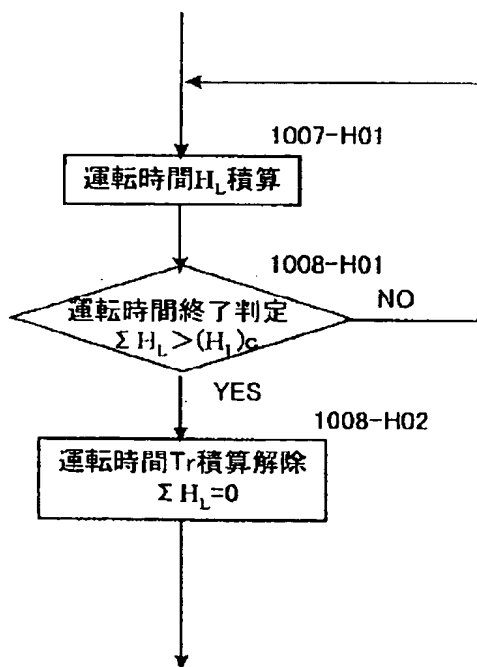 1007-H01
運転時間HL積算
1008-H01
運転時間終了判定
ΣHL>(HL)c
NO
YES
1008-H02
運転時間Tr積算解除
ΣHL=0